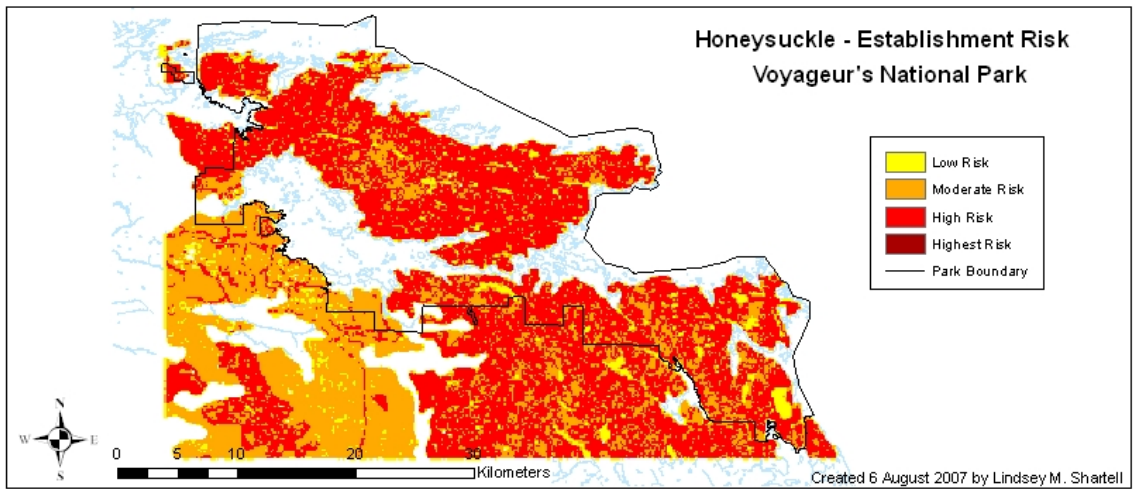 Honeysuckle - Establishment Risk
Voyageur's National Park
Low Risk
Moderate Risk
High Risk
Highest Risk
Park Boundary
N
W E
S
0 5 10 20 30
Kilometers
Created 6 August 2007 by Lindsey M. Shartell